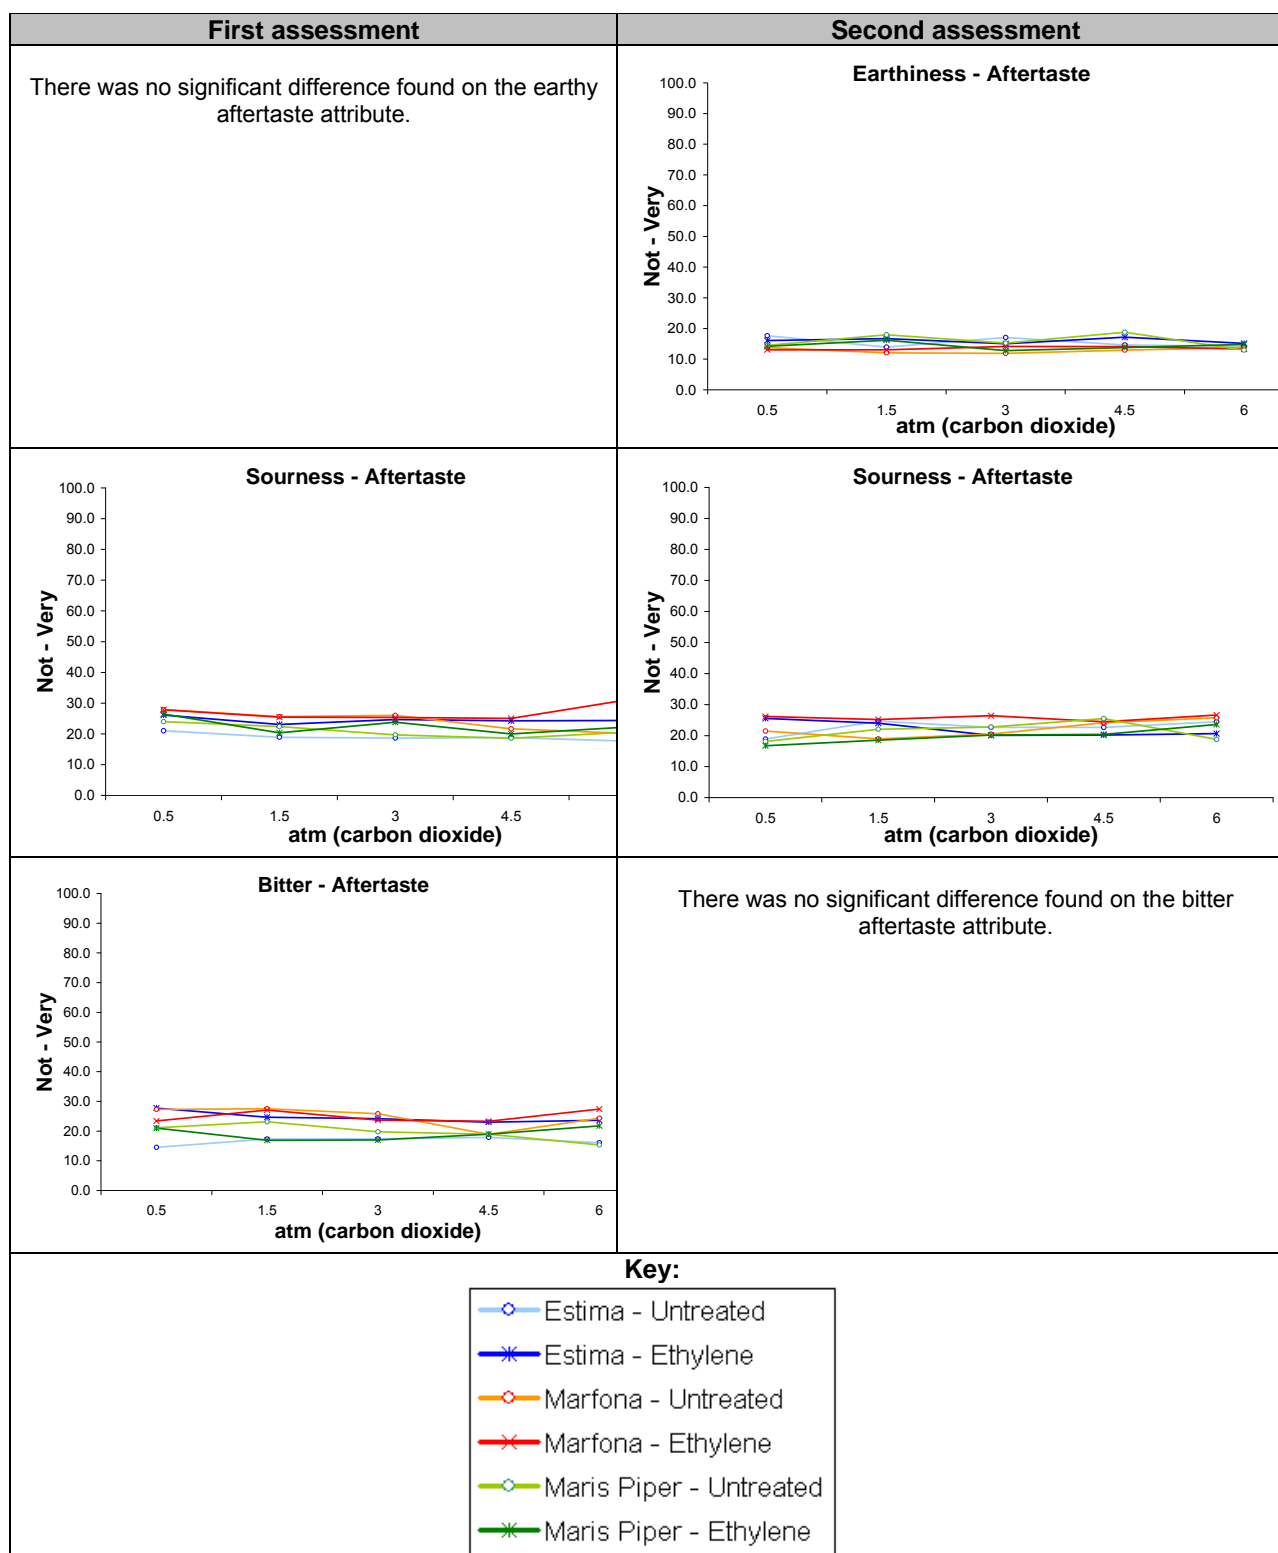 First assessment
Second assessment
There was no significant difference found on the earthy
aftertaste attribute.
Earthiness - Aftertaste
100.0
90.0
80.0
70.0
60.0
50.0
40.0
30.0
20.0
10.0
0.0
Not - Very
0.5 1.5 3 4.5 6
atm (carbon dioxide)
Sourness - Aftertaste
100.0
90.0
80.0
70.0
60.0
50.0
40.0
30.0
20.0
10.0
0.0
Not - Very
0.5 1.5 3 4.5
atm (carbon dioxide)
Sourness - Aftertaste
100.0
90.0
80.0
70.0
60.0
50.0
40.0
30.0
20.0
10.0
0.0
Not - Very
0.5 1.5 3 4.5 6
atm (carbon dioxide)
Bitter - Aftertaste
100.0
90.0
80.0
70.0
60.0
50.0
40.0
30.0
20.0
10.0
0.0
Not - Very
0.5 1.5 3 4.5 6
atm (carbon dioxide)
There was no significant difference found on the bitter
aftertaste attribute.
Key:
Estima - Untreated
Estima - Ethylene
Marfona - Untreated
Marfona - Ethylene
Maris Piper - Untreated
Maris Piper - Ethylene